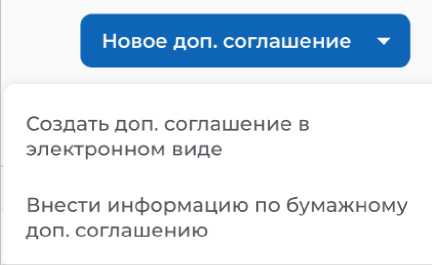 Новое доп. соглашение
Создать доп. соглашение в
электронном виде
Внести информацию по бумажному
доп. соглашению